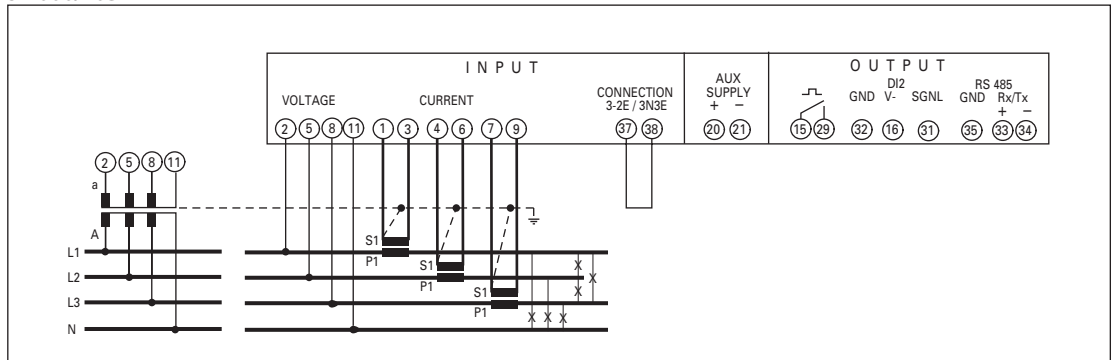 INPUT
OUTPUT
AUX
SUPPLY
+ −
CONNECTION
3-2E / 3N3E
VOLTAGE CURRENT
DI2
GND V- SGNL
RS 485
GND Rx/Tx
+ −
2 5 8 11 1 3 4 6 7 9 37 38 20 21 15 29 32 16 31 35 33 34
2 5 8 11
a
A
S1
L1
P1
S1
L2
P1
S1
L3
P1
N
X
X
X
X
X X X